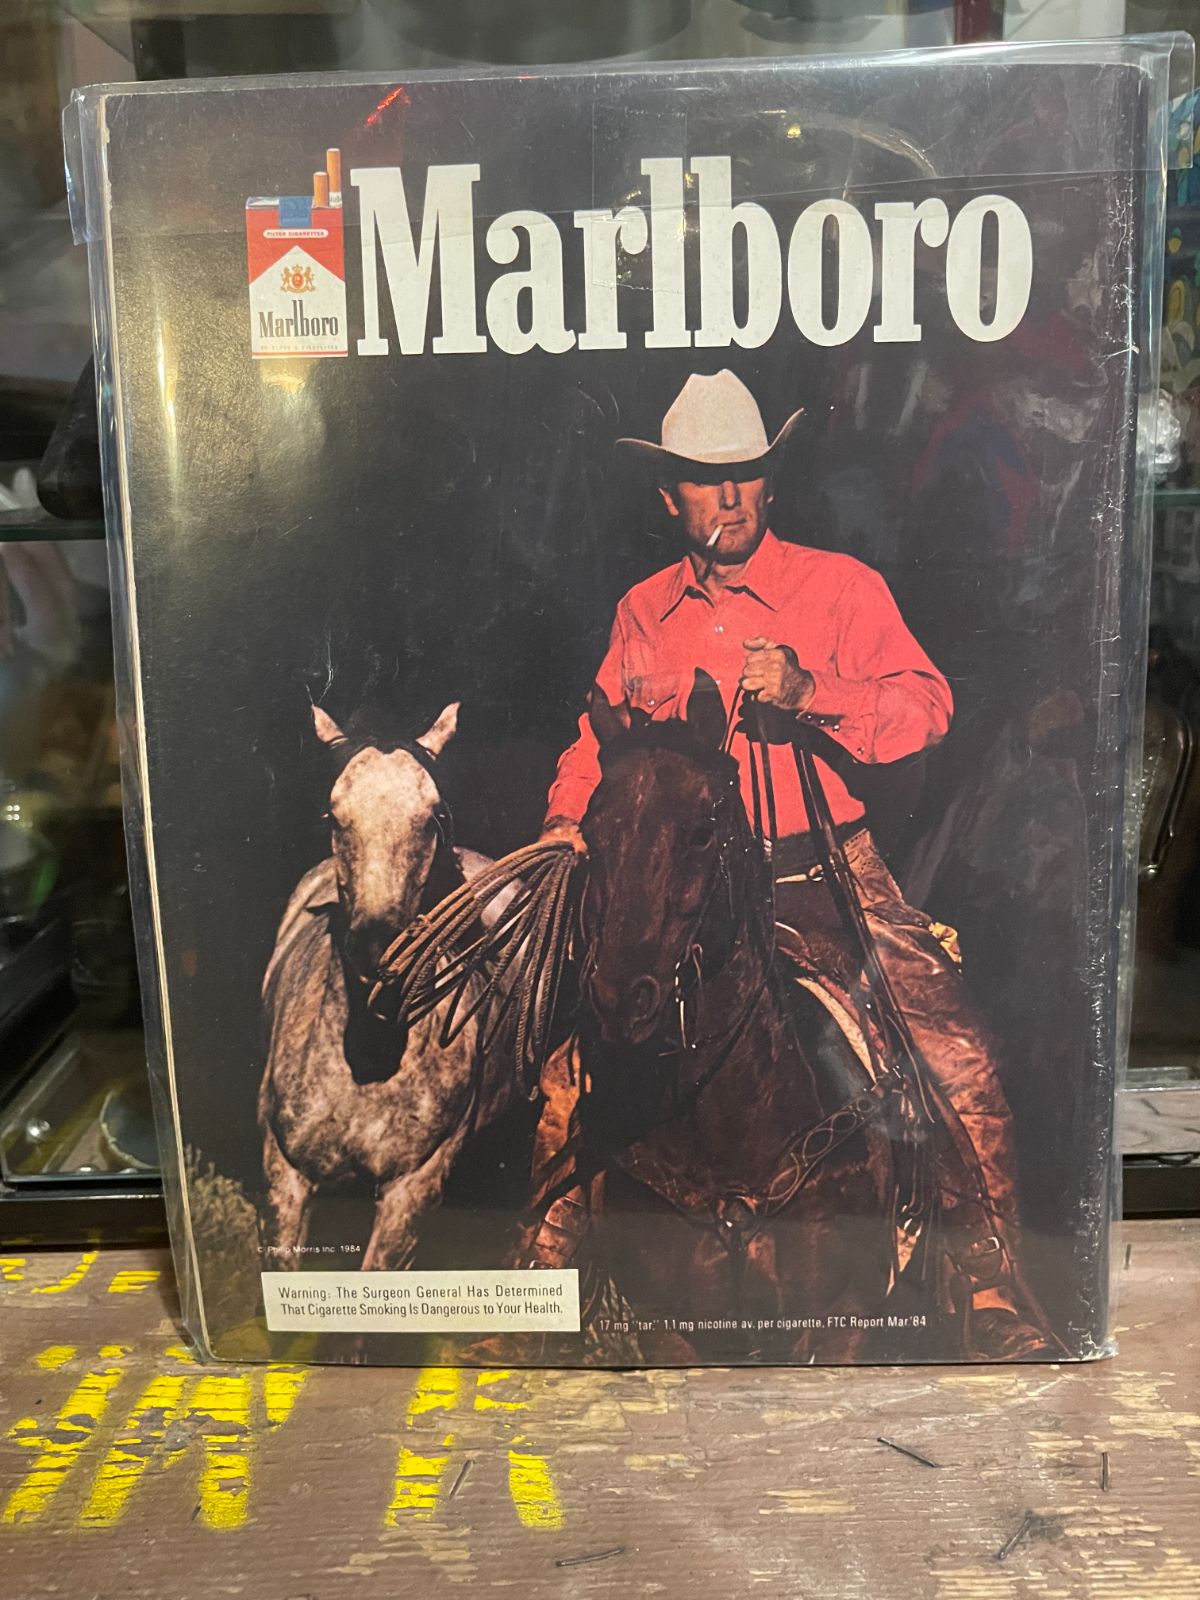 Marlboro
FILTER CIGARETTES
Marlboro
© Philip Morris Inc. 1984
Warning: The Surgeon General Has Determined
That Cigarette Smoking Is Dangerous to Your Health.
17 mg "tar," 1.1 mg nicotine av. per cigarette, FTC Report Mar.'84